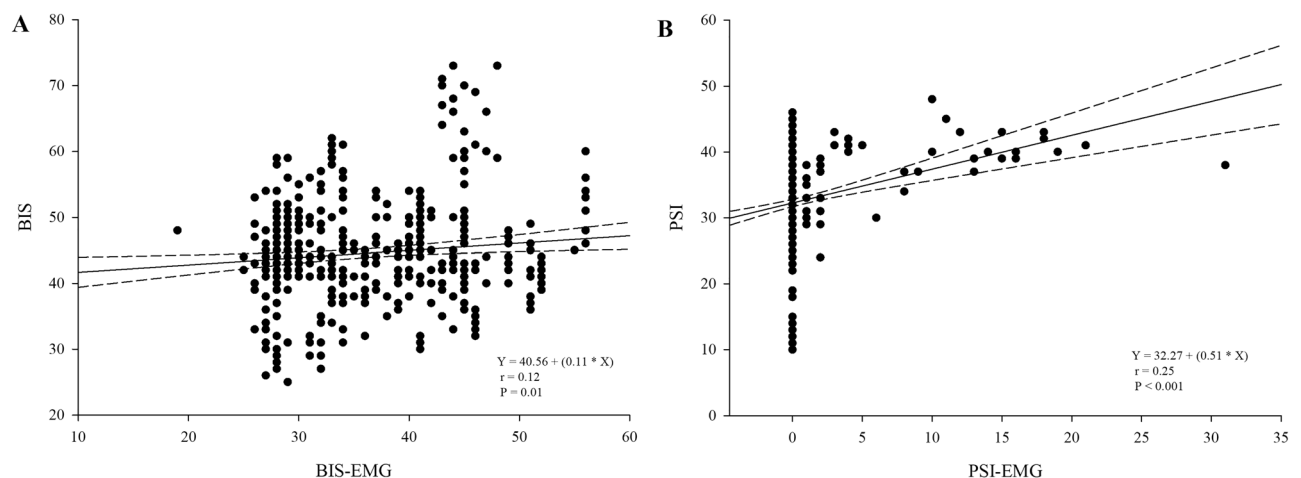 A
80
70
60
50
40
30
20
BIS
10
20
30
40
50
60
BIS-EMG
Y = 40.56 + (0.11 * X)
r = 0.12
P = 0.01
B
60
50
40
30
20
10
0
PSI
0
5
10
15
20
25
30
35
PSI-EMG
Y = 32.27 + (0.51 * X)
r = 0.25
P < 0.001